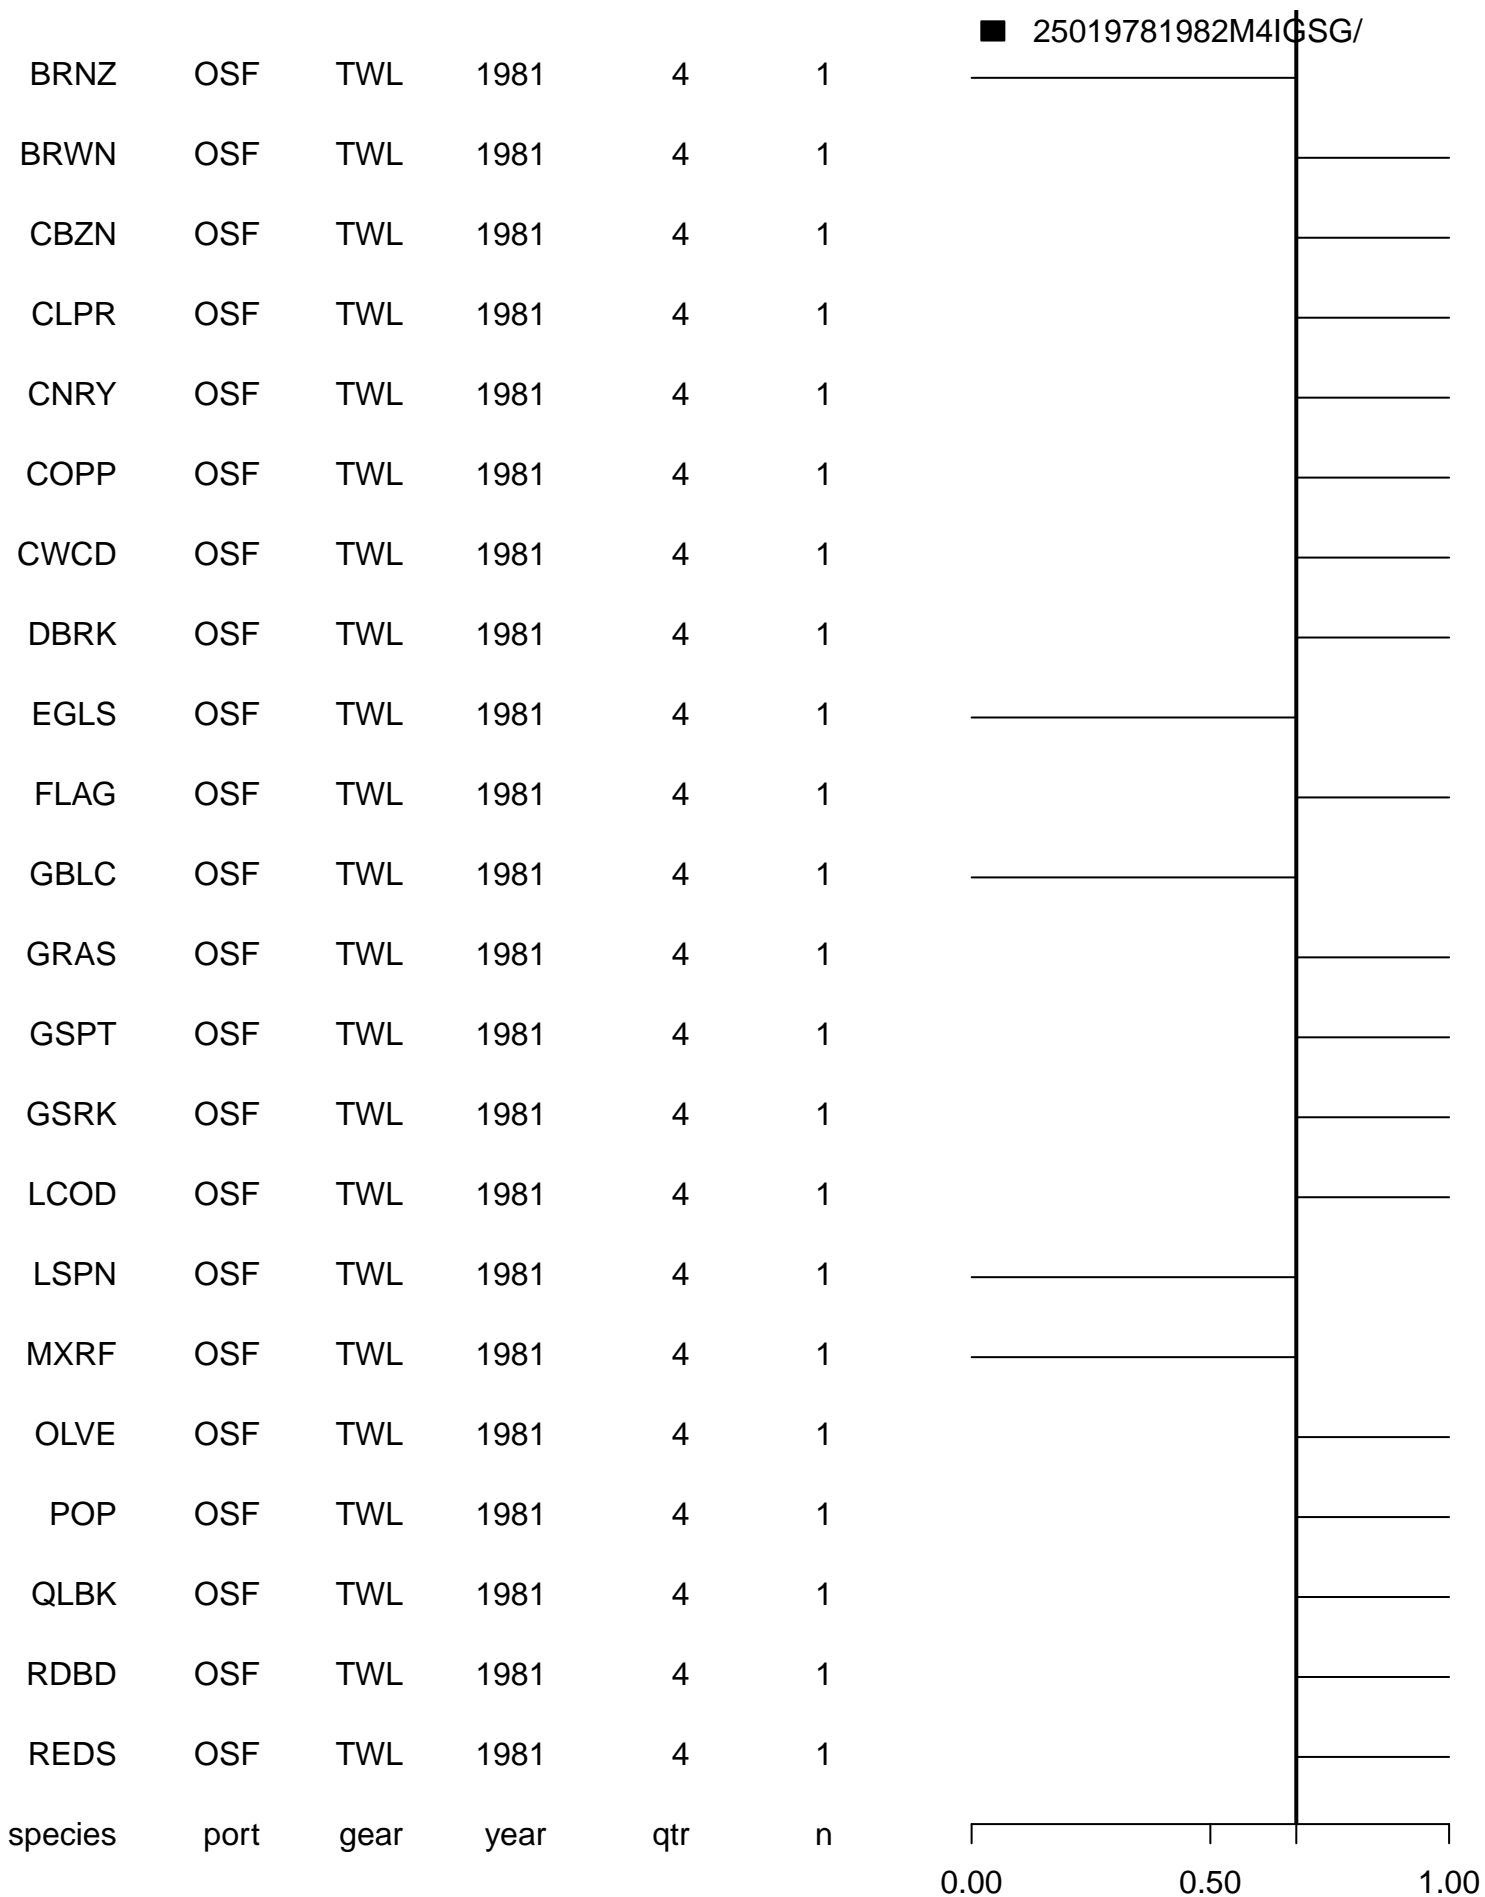 25019781982M4IGSG/
BRNZ OSF TWL 1981 4 1
BRWN OSF TWL 1981 4 1
CBZN OSF TWL 1981 4 1
CLPR OSF TWL 1981 4 1
CNRY OSF TWL 1981 4 1
COPP OSF TWL 1981 4 1
CWCD OSF TWL 1981 4 1
DBRK OSF TWL 1981 4 1
EGLS OSF TWL 1981 4 1
FLAG OSF TWL 1981 4 1
GBLC OSF TWL 1981 4 1
GRAS OSF TWL 1981 4 1
GSPT OSF TWL 1981 4 1
GSRK OSF TWL 1981 4 1
LCOD OSF TWL 1981 4 1
LSPN OSF TWL 1981 4 1
MXRF OSF TWL 1981 4 1
OLVE OSF TWL 1981 4 1
POP OSF TWL 1981 4 1
QLBK OSF TWL 1981 4 1
RDBD OSF TWL 1981 4 1
REDS OSF TWL 1981 4 1
species port gear year qtr n
0.00 0.50 1.00